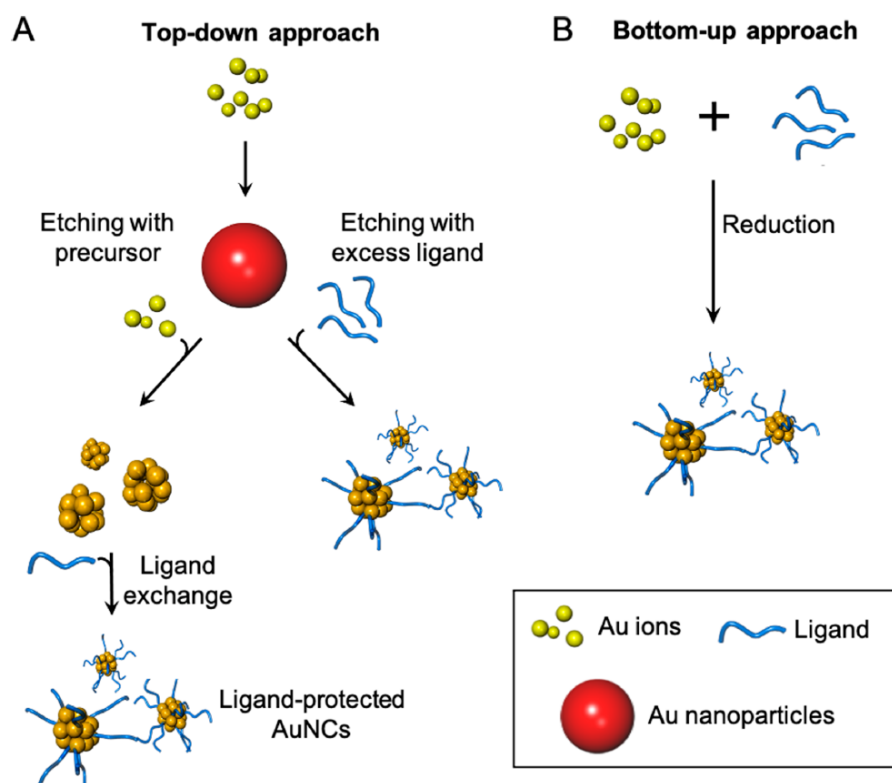 A
Top-down approach
Etching with
precursor
Etching with
excess ligand
Ligand
exchange
Ligand-protected
AuNCs
B
Bottom-up approach
+
Reduction
Au ions
Ligand
Au nanoparticles